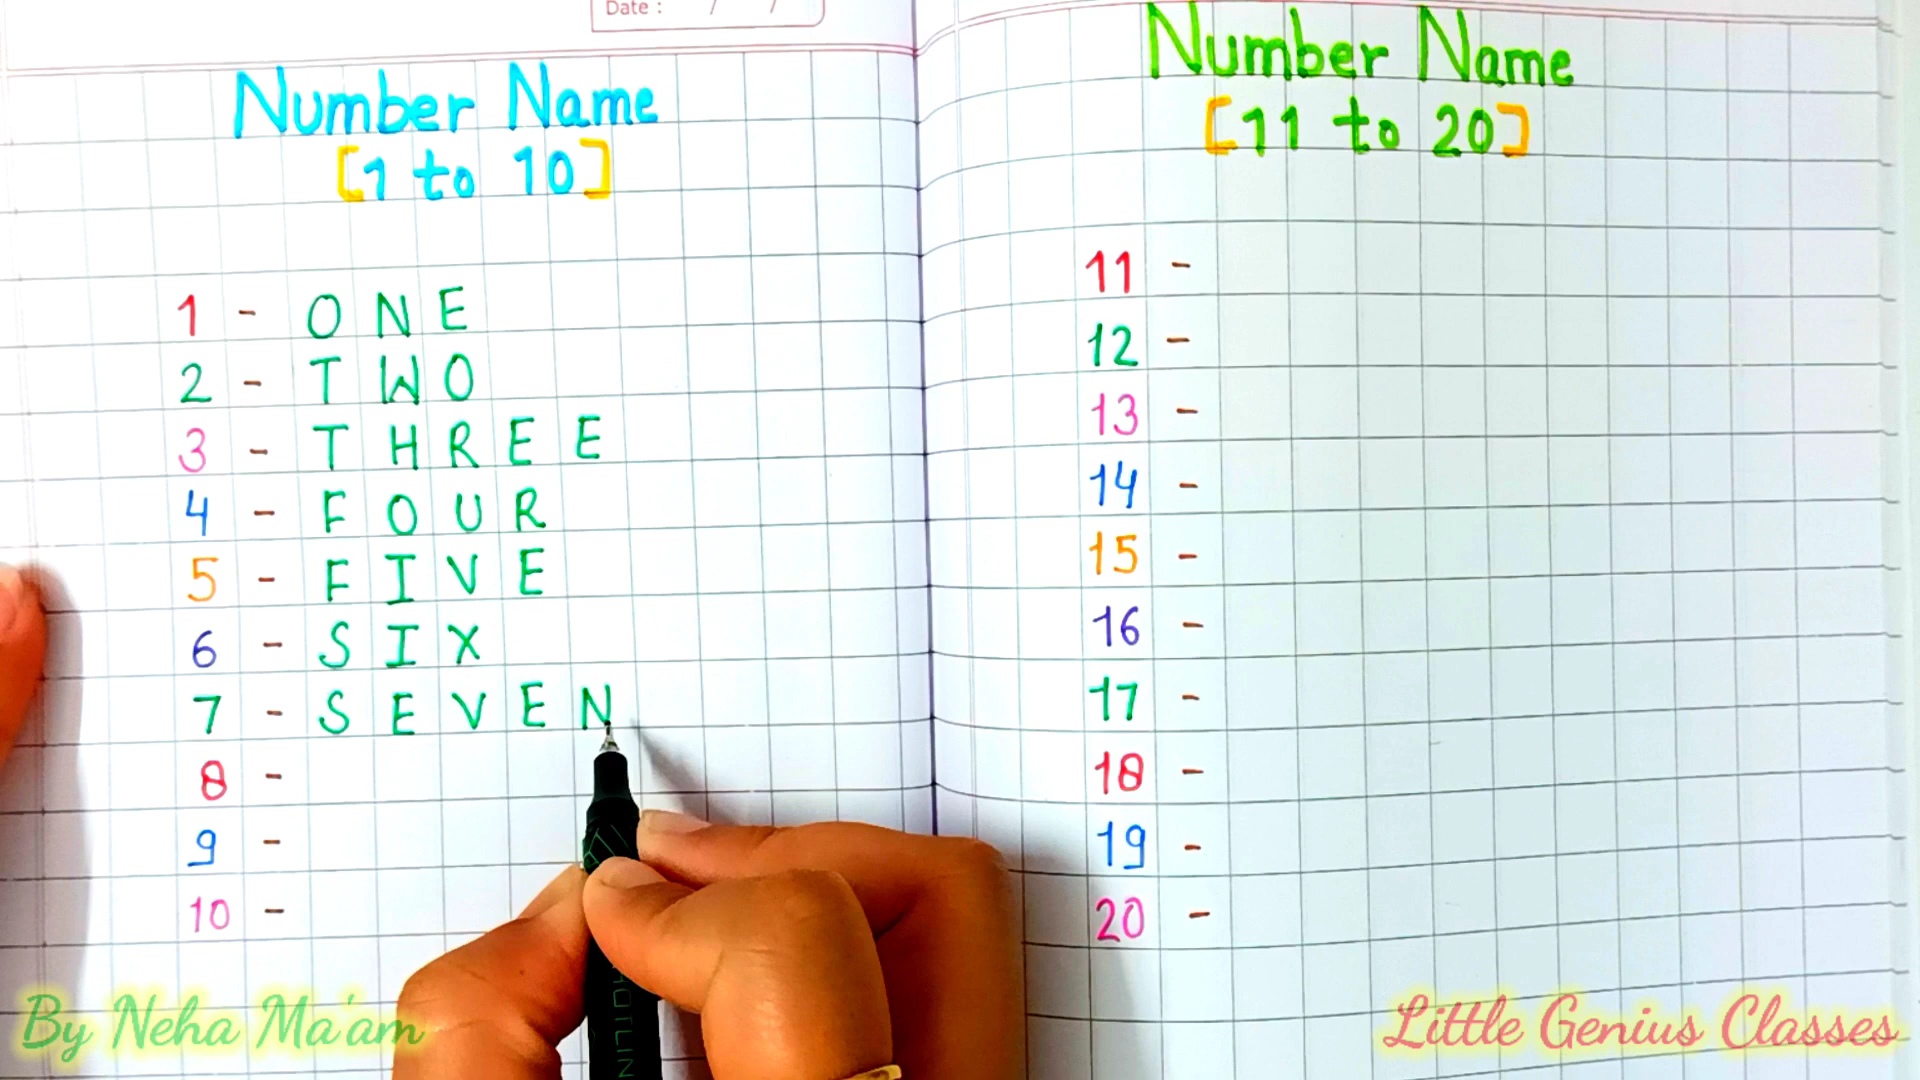 Date : / /
Number Name
[1 to 10]
1 - ONE
2 - TWO
3 - THREE
4 - FOUR
5 - FIVE
6 - SIX
7 - SEVEN
8 -
9 -
10 -
Number Name
[11 to 20]
11 -
12 -
13 -
14 -
15 -
16 -
17 -
18 -
19 -
20 -
By Neha Ma'am
Little Genius Classes